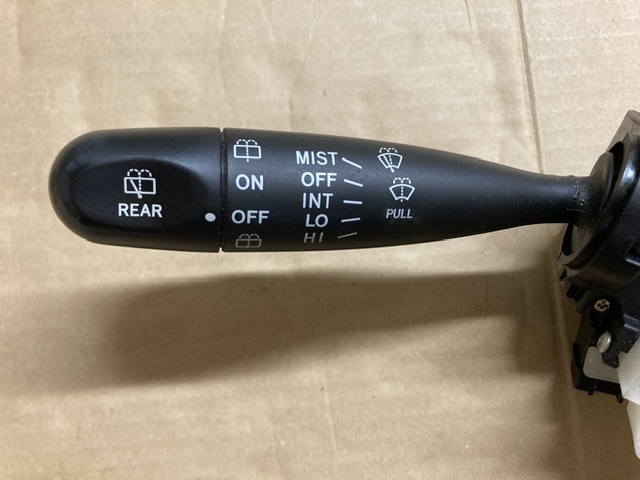 REAR
ON
OFF
MIST
OFF
INT
LO
HI
PULL